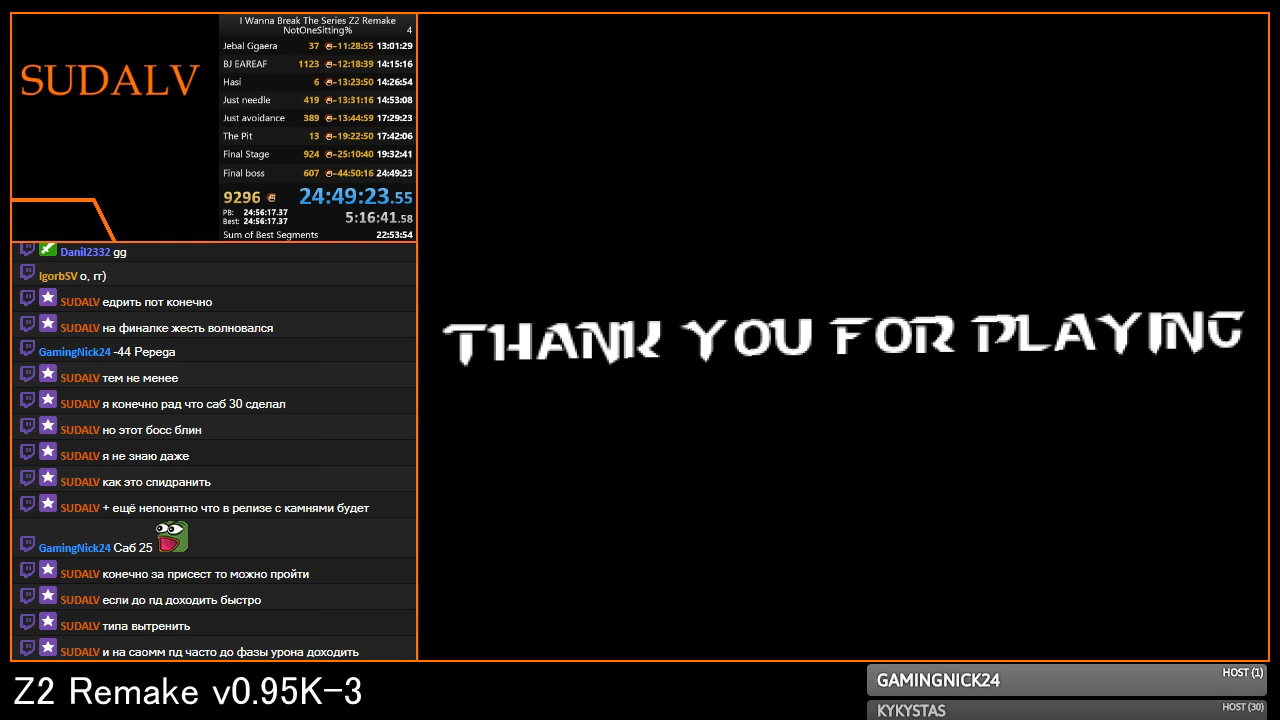 SUDALV
I Wanna Break The Series Z2 Remake
NotOneSitting% 4
Jebal Ggaera 37 -11:28:55 13:01:29
BJ EAREAF 1123 -12:18:39 14:15:16
Hasi 6 -13:23:50 14:26:54
Just needle 419 -13:31:16 14:53:08
Just avoidance 389 -13:44:59 17:29:23
The Pit 13 -19:22:50 17:42:06
Final Stage 924 -25:10:40 19:32:41
Final boss 607 -44:50:16 24:49:23
9296 24:49:23.55
PB: 24:56:17.37
Best: 24:56:17.37
5:16:41.58
Sum of Best Segments 22:53:54
Danil2332 gg
IgorbSV о, гг)
SUDALV едрить пот конечно
SUDALV на финалке жесть волновался
GamingNick24 -44 Pepega
SUDALV тем не менее
SUDALV я конечно рад что саб 30 сделал
SUDALV но этот босс блин
SUDALV я не знаю даже
SUDALV как это спидранить
SUDALV + ещё непонятно что в релизе с камнями будет
GamingNick24 Саб 25
SUDALV конечно за присест то можно пройти
SUDALV если до пд доходить быстро
SUDALV типа вытренить
SUDALV и на саомм пд часто до фазы урона доходить
THANK YOU FOR PLAYING
Z2 Remake v0.95K-3
GAMINGNICK24 HOST (1)
KYKYSTAS HOST (30)